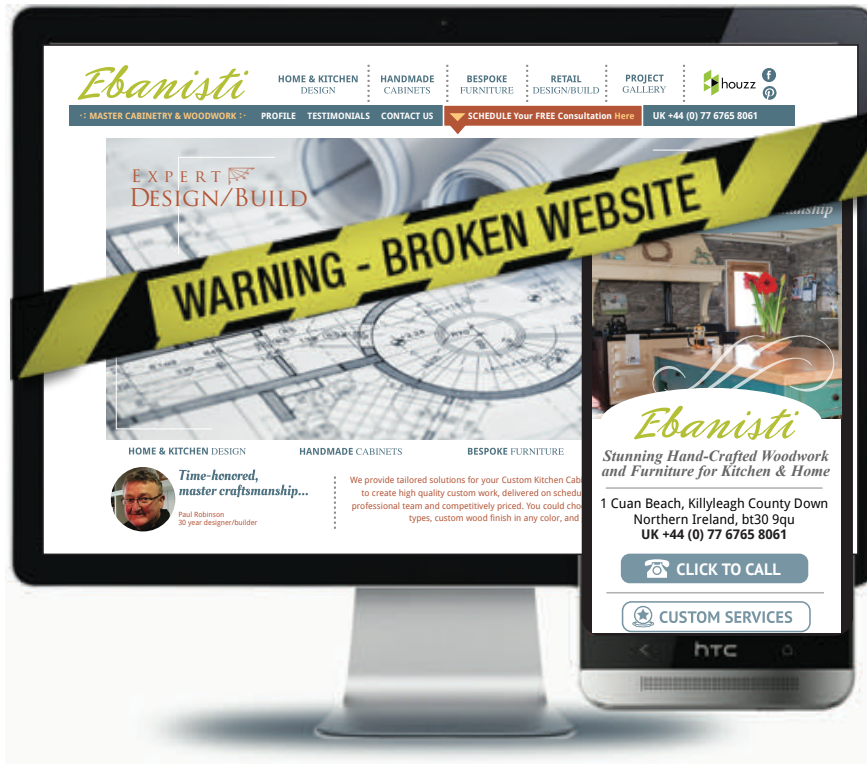 Ebanisti
HOME & KITCHEN
DESIGN
HANDMADE
CABINETS
BESPOKE
FURNITURE
RETAIL
DESIGN/BUILD
PROJECT
GALLERY
houzz
f
·: MASTER CABINETRY & WOODWORK :·
PROFILE TESTIMONIALS CONTACT US
SCHEDULE Your FREE Consultation Here
UK +44 (0) 77 6765 8061
EXPERT
DESIGN/BUILD
WARNING - BROKEN WEBSITE
HOME & KITCHEN DESIGN
HANDMADE CABINETS
BESPOKE FURNITURE
Time-honored,
master craftsmanship...
Paul Robinson
30 year designer/builder
We provide tailored solutions for your Custom Kitchen
to create high quality custom work, delivered on
professional team and competitively priced. You could
types, custom wood finish in any color, and
Ebanisti
Stunning Hand-Crafted Woodwork
and Furniture for Kitchen & Home
1 Cuan Beach, Killyleagh County Down
Northern Ireland, bt30 9qu
UK +44 (0) 77 6765 8061
CLICK TO CALL
CUSTOM SERVICES
hTC